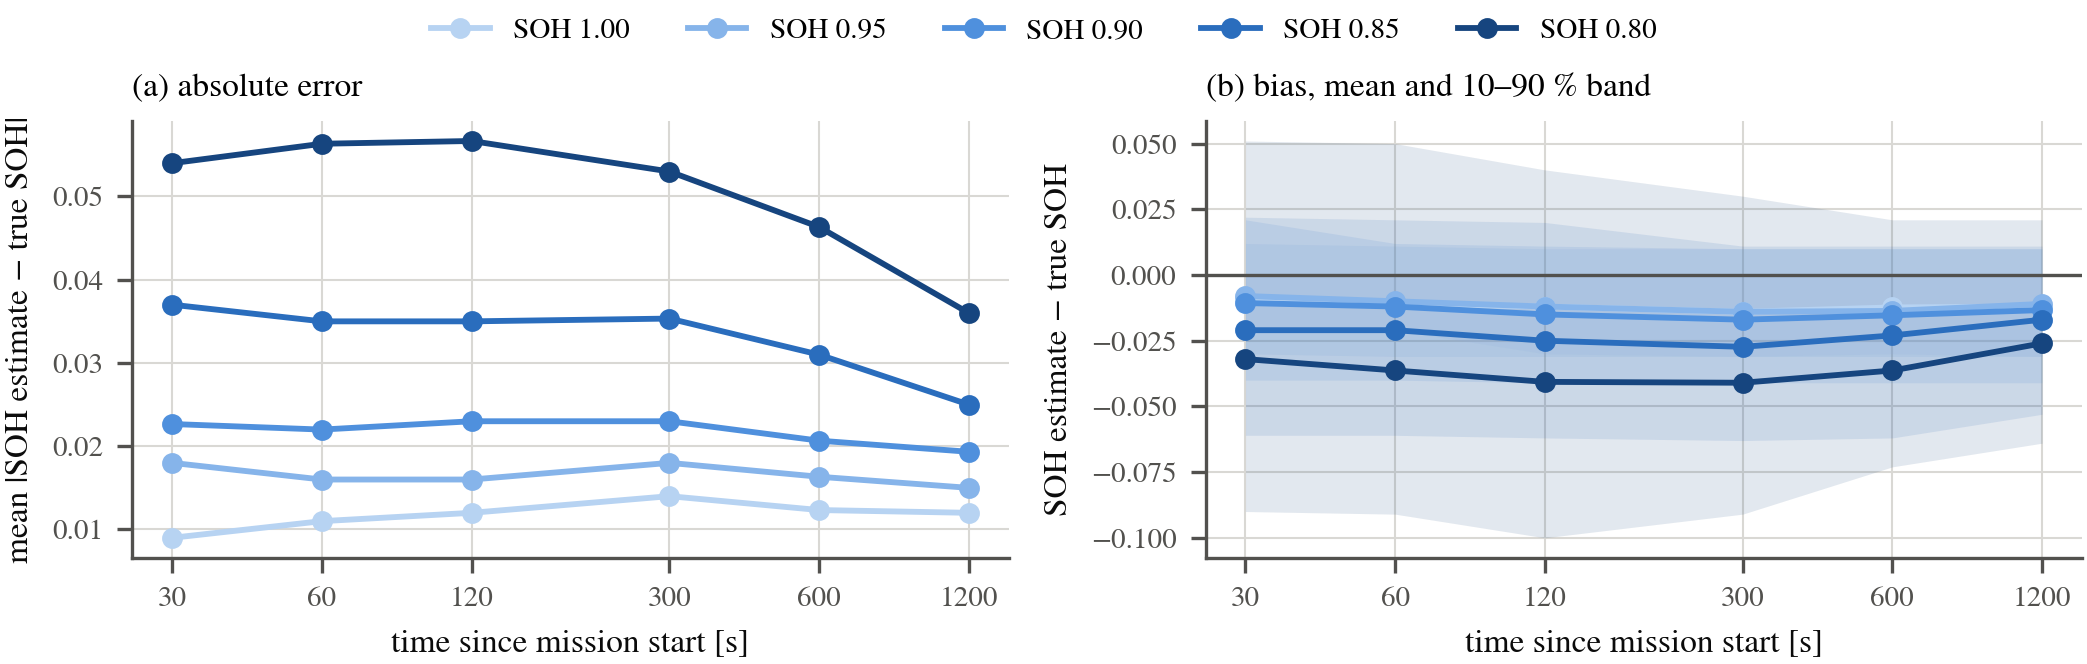 SOH 1.00 SOH 0.95 SOH 0.90 SOH 0.85 SOH 0.80
(a) absolute error
mean |SOH estimate − true SOH|
0.05
0.04
0.03
0.02
0.01
30 60 120 300 600 1200
time since mission start [s]
(b) bias, mean and 10–90 % band
SOH estimate − true SOH
0.050
0.025
0.000
−0.025
−0.050
−0.075
−0.100
30 60 120 300 600 1200
time since mission start [s]